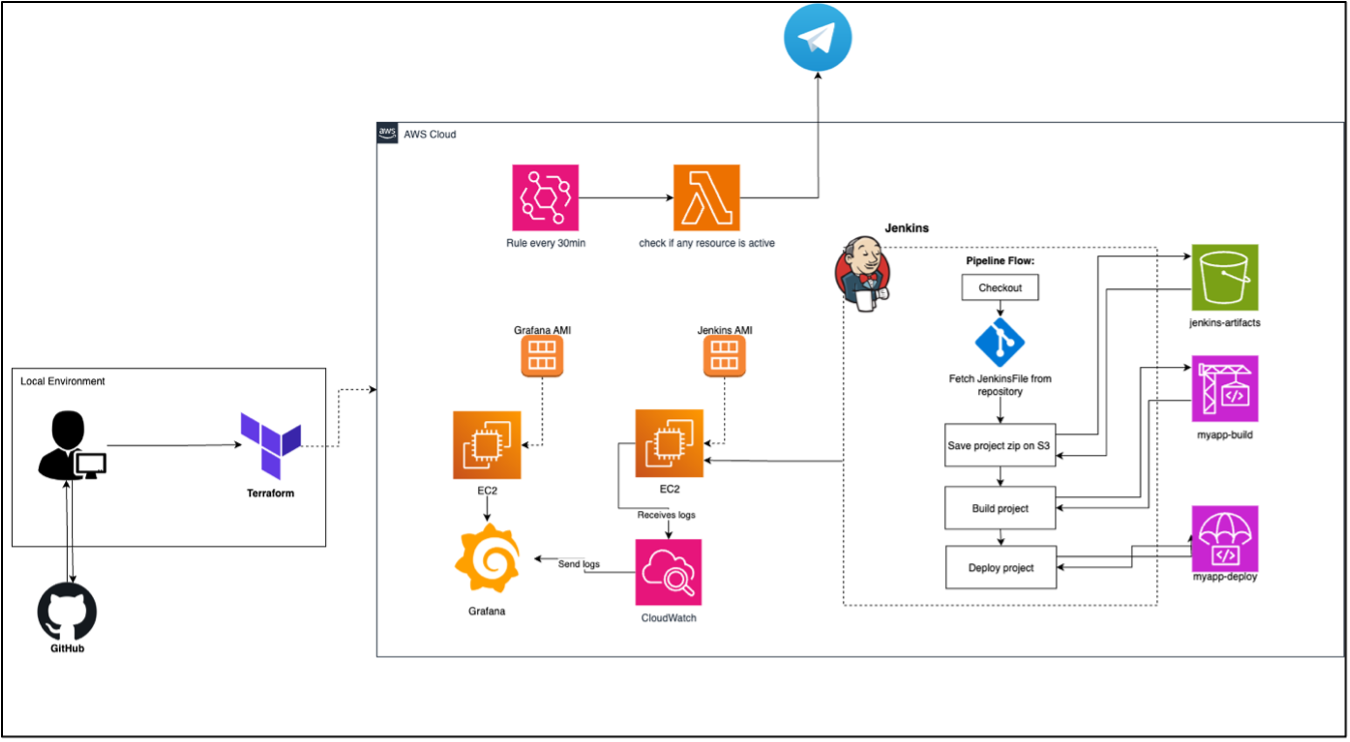 aws
AWS Cloud
Rule every 30min
check if any resource is active
Jenkins
Pipeline Flow:
Checkout
Fetch JenkinsFile from
repository
Save project zip on S3
Build project
Deploy project
jenkins-artifacts
</>
myapp-build
</>
myapp-deploy
Grafana AMI
Jenkins AMI
EC2
EC2
Receives logs
Send logs
Grafana
CloudWatch
Local Environment
Terraform
GitHub